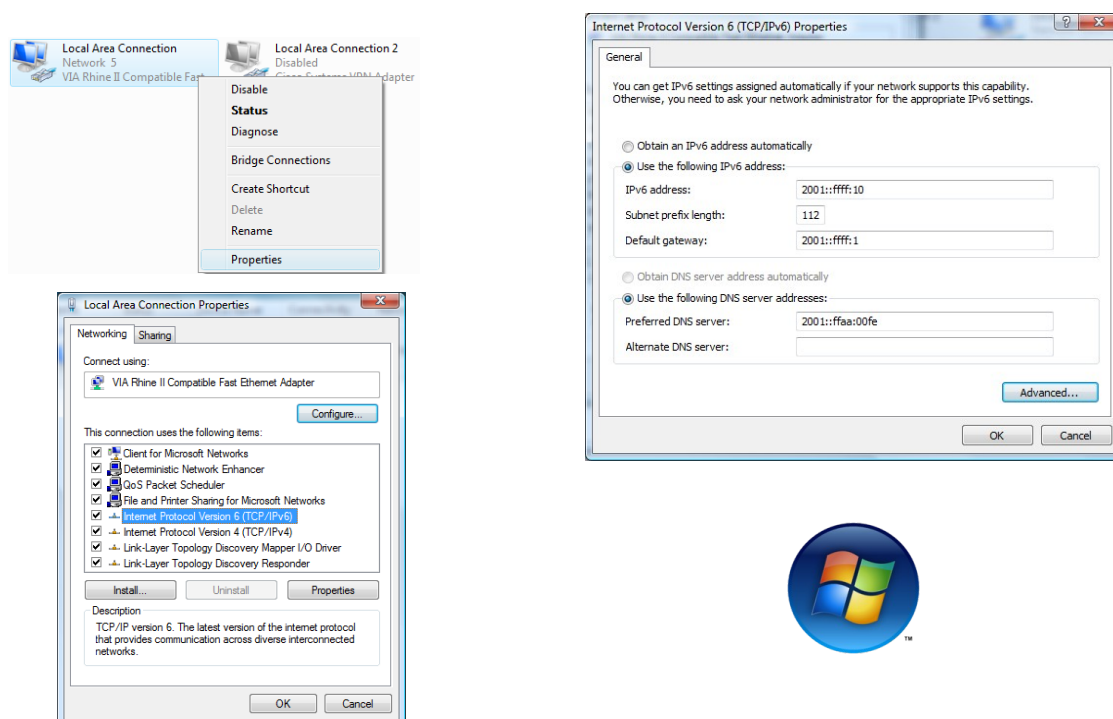 Local Area Connection
Network 5
VIA Rhine II Compatible Fast
Local Area Connection 2
Disabled
Cisco Systems VPN Adapter
Disable
Status
Diagnose
Bridge Connections
Create Shortcut
Delete
Rename
Properties
Local Area Connection Properties
Networking
Sharing
Connect using:
VIA Rhine II Compatible Fast Ethernet Adapter
Configure...
This connection uses the following items:
Client for Microsoft Networks
Deterministic Network Enhancer
QoS Packet Scheduler
File and Printer Sharing for Microsoft Networks
Internet Protocol Version 6 (TCP/IPv6)
Internet Protocol Version 4 (TCP/IPv4)
Link-Layer Topology Discovery Mapper I/O Driver
Link-Layer Topology Discovery Responder
Install...
Uninstall
Properties
Description
TCP/IP version 6. The latest version of the internet protocol
that provides communication across diverse interconnected
networks.
OK
Cancel
Internet Protocol Version 6 (TCP/IPv6) Properties
General
You can get IPv6 settings assigned automatically if your network supports this capability.
Otherwise, you need to ask your network administrator for the appropriate IPv6 settings.
Obtain an IPv6 address automatically
Use the following IPv6 address:
IPv6 address:
2001::ffff:10
Subnet prefix length:
112
Default gateway:
2001::ffff:1
Obtain DNS server address automatically
Use the following DNS server addresses:
Preferred DNS server:
2001::ffaa:00fe
Alternate DNS server:
Advanced...
OK
Cancel
TM